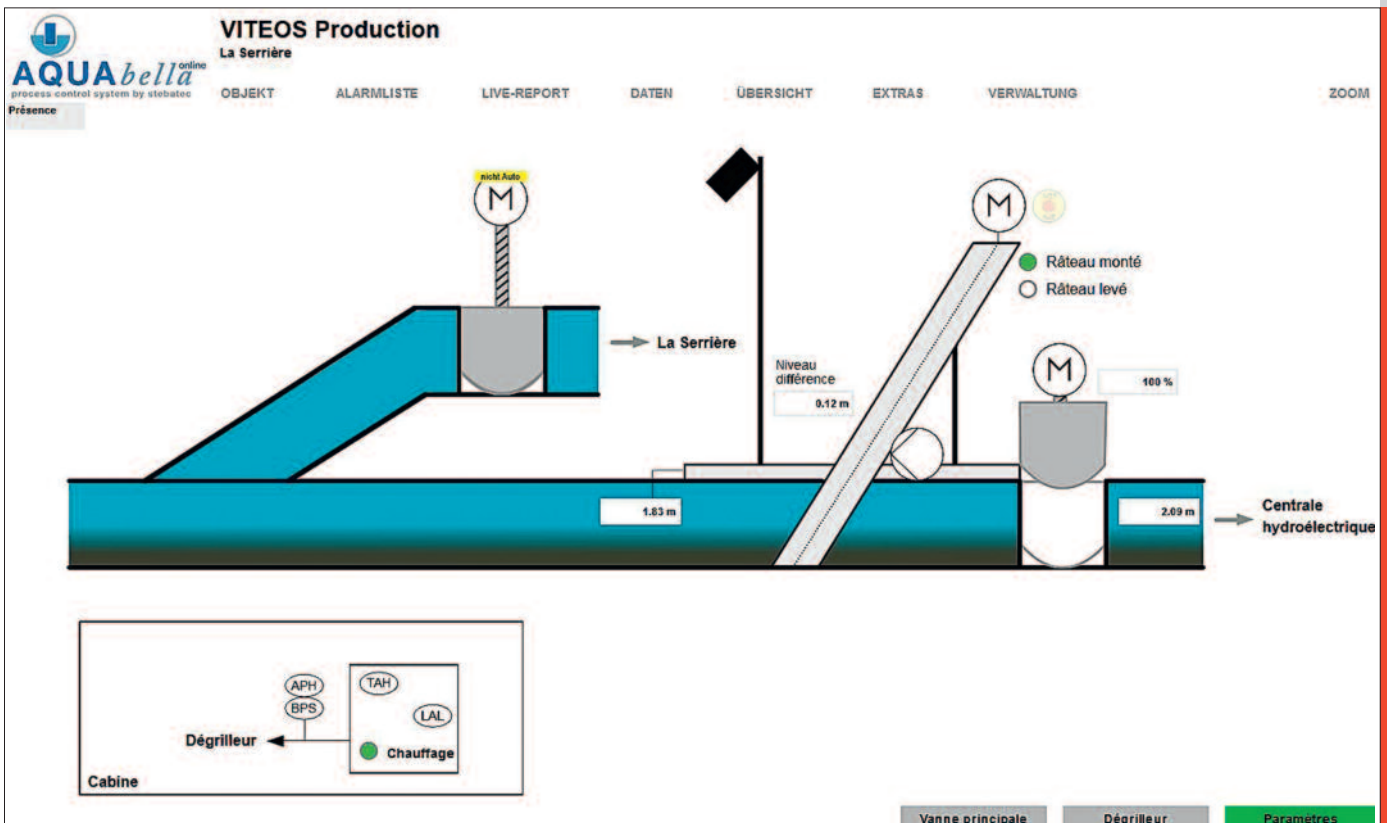 VITEOS Production
La Serrière
AQUAbella online
process control system by stebatec
OBJEKT ALARMLISTE LIVE-REPORT DATEN ÜBERSICHT EXTRAS VERWALTUNG ZOOM
Présence
nicht Auto
M
M
Râteau monté
Râteau levé
La Serrière
Niveau
différence
0.12 m
M
100 %
1.83 m
2.09 m
Centrale
hydroélectrique
APH
BPS
TAH
LAL
Dégrilleur
Chauffage
Cabine
Vanne principale Dégrilleur Paramètres